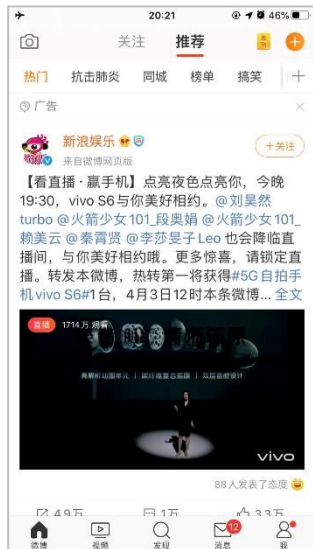 20:21
46%
关注 推荐
热门 抗击肺炎 同城 榜单 搞笑
广告
新浪娱乐
+关注
来自微博网页版
【看直播·赢手机】点亮夜色点亮你，今晚
19:30，vivo S6与你美好相约。@刘昊然
turbo @火箭少女101_段奥娟 @火箭少女101_
赖美云 @秦霄贤 @李莎旻子Leo 也会降临直
播间，与你美好相约哦。更多惊喜，请锁定直
播。转发本微博，热转第一将获得#5G自拍手
机vivo S6#1台，4月3日12时本条微博... 全文
直播 1714万 观看
vivo
88人发表了态度
4.9万 1万 3.3万
12
微博 视频 发现 消息 我